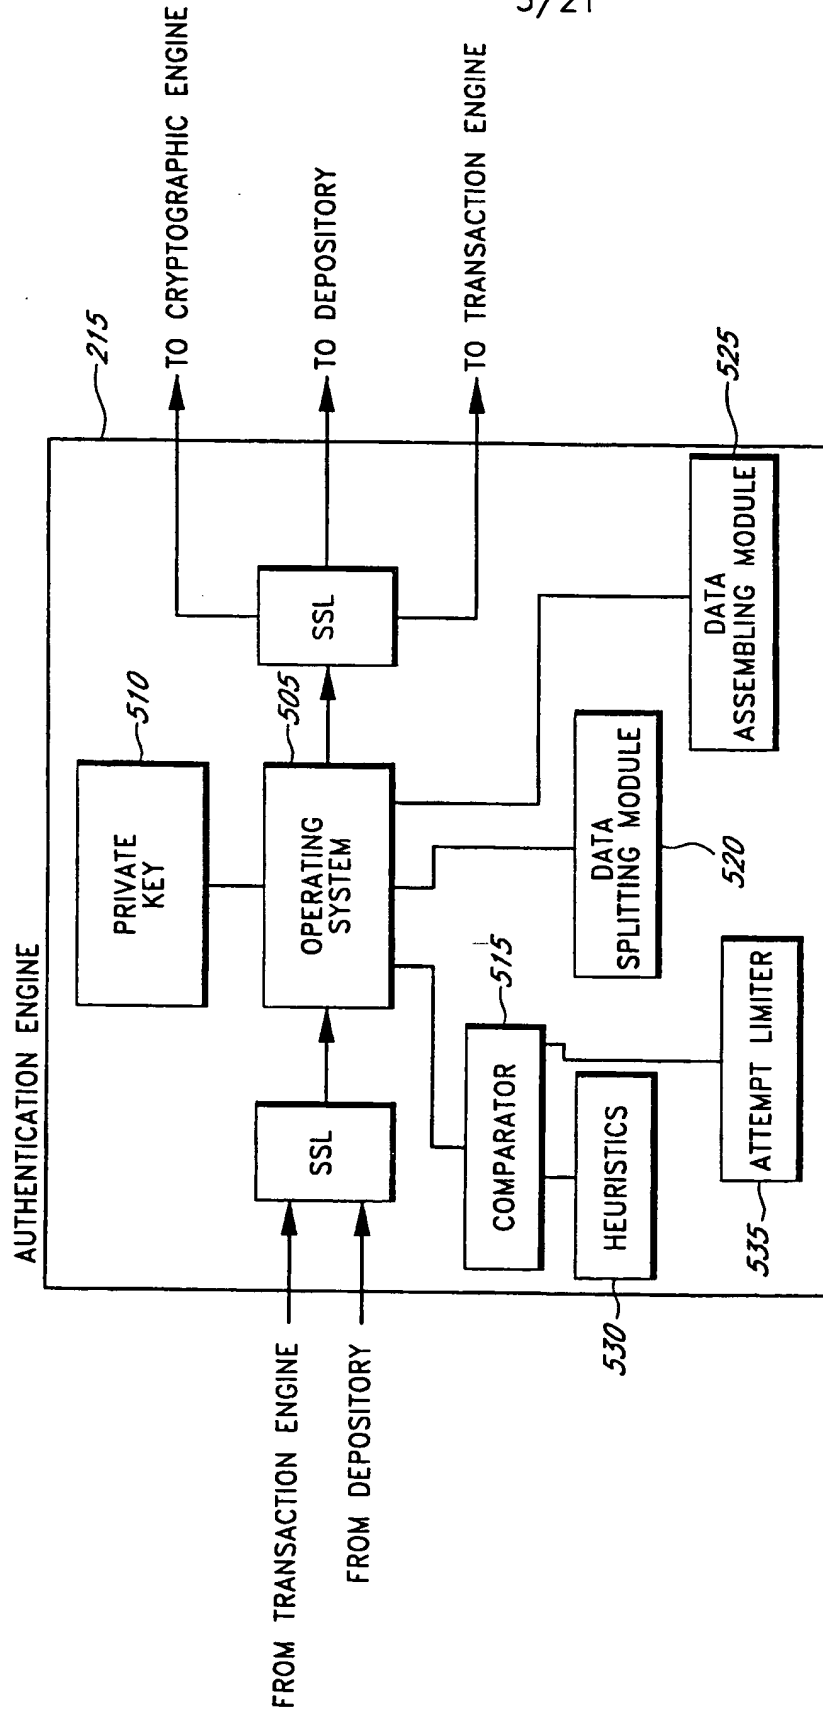 5/21
AUTHENTICATION ENGINE
215
FROM TRANSACTION ENGINE
FROM DEPOSITORY
SSL
PRIVATE
KEY
510
OPERATING
SYSTEM
505
SSL
TO CRYPTOGRAPHIC ENGINE
TO DEPOSITORY
TO TRANSACTION ENGINE
COMPARATOR
515
HEURISTICS
530
ATTEMPT LIMITER
535
DATA
SPLITTING MODULE
520
DATA
ASSEMBLING MODULE
525